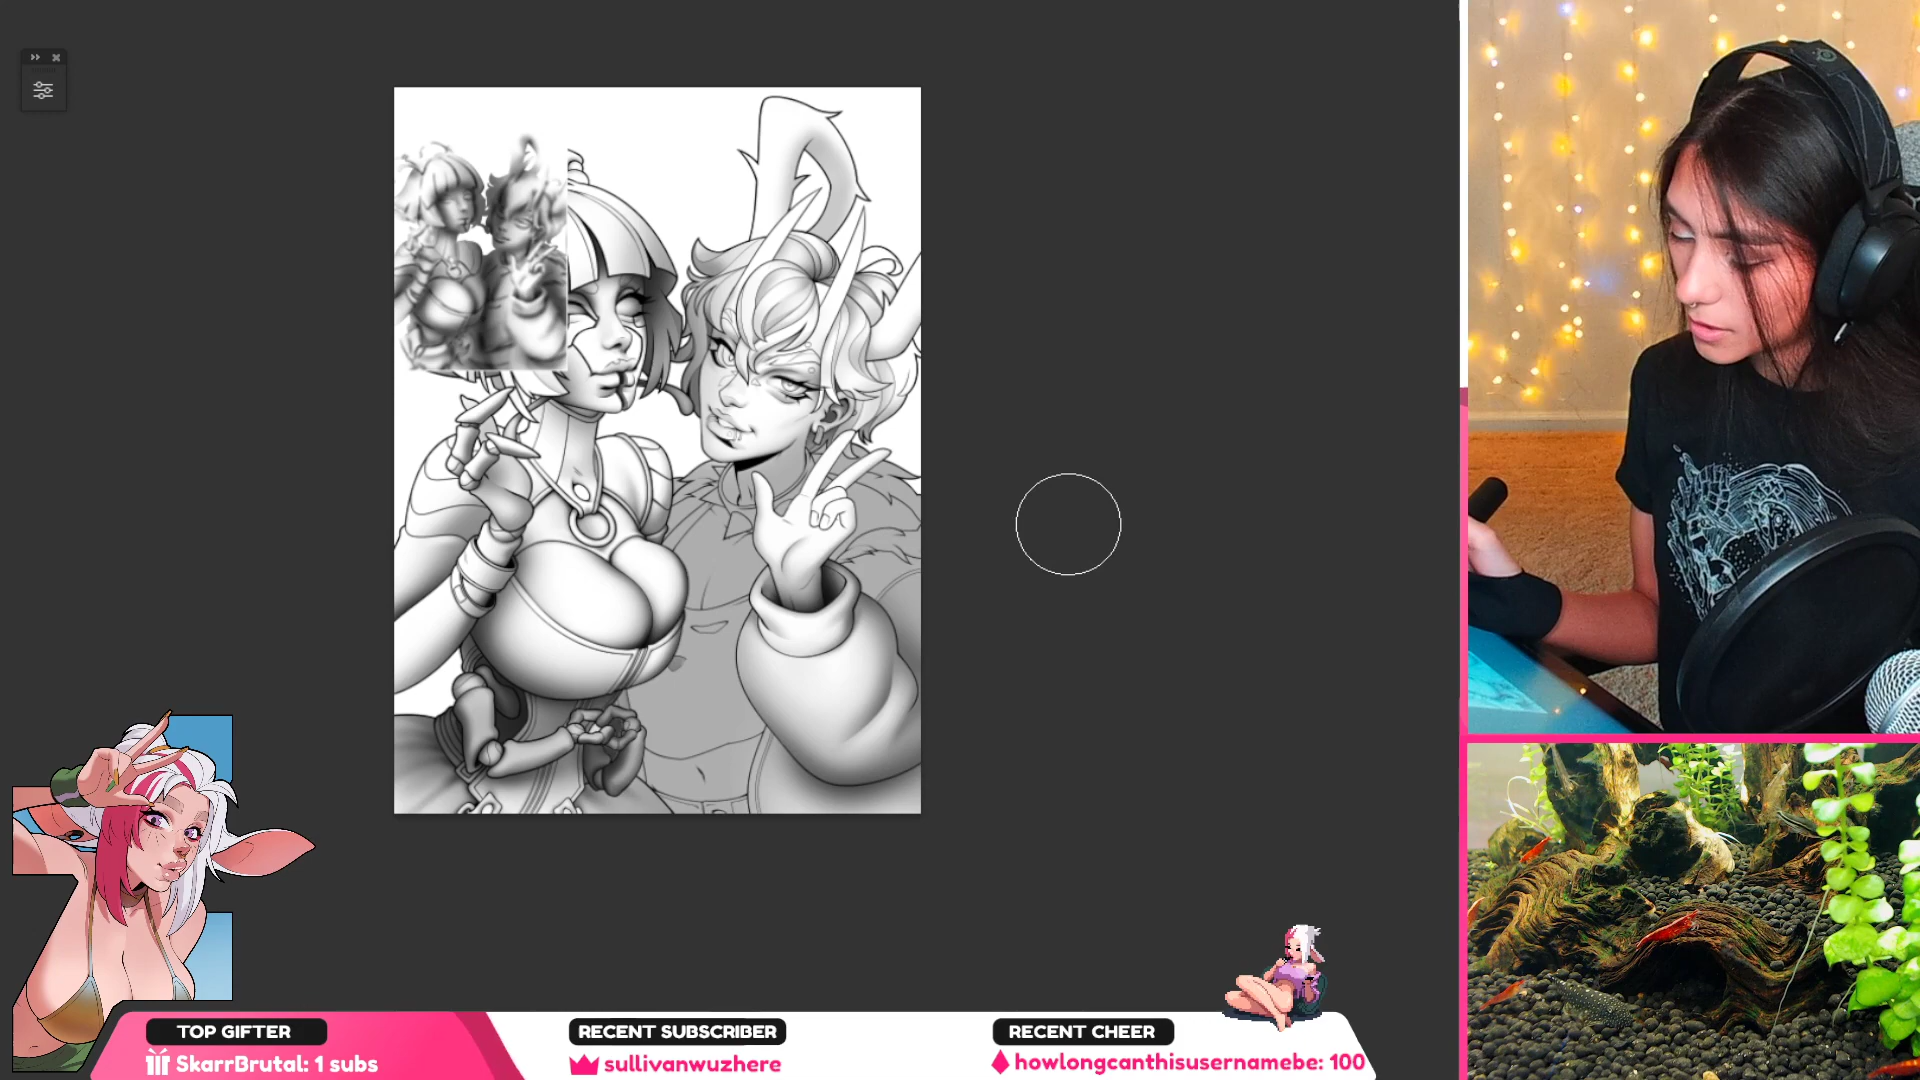 TOP GIFTER
SkarrBrutal: 1 subs
RECENT SUBSCRIBER
sullivanwuzhere
RECENT CHEER
howlongcanthisusernamebe: 100